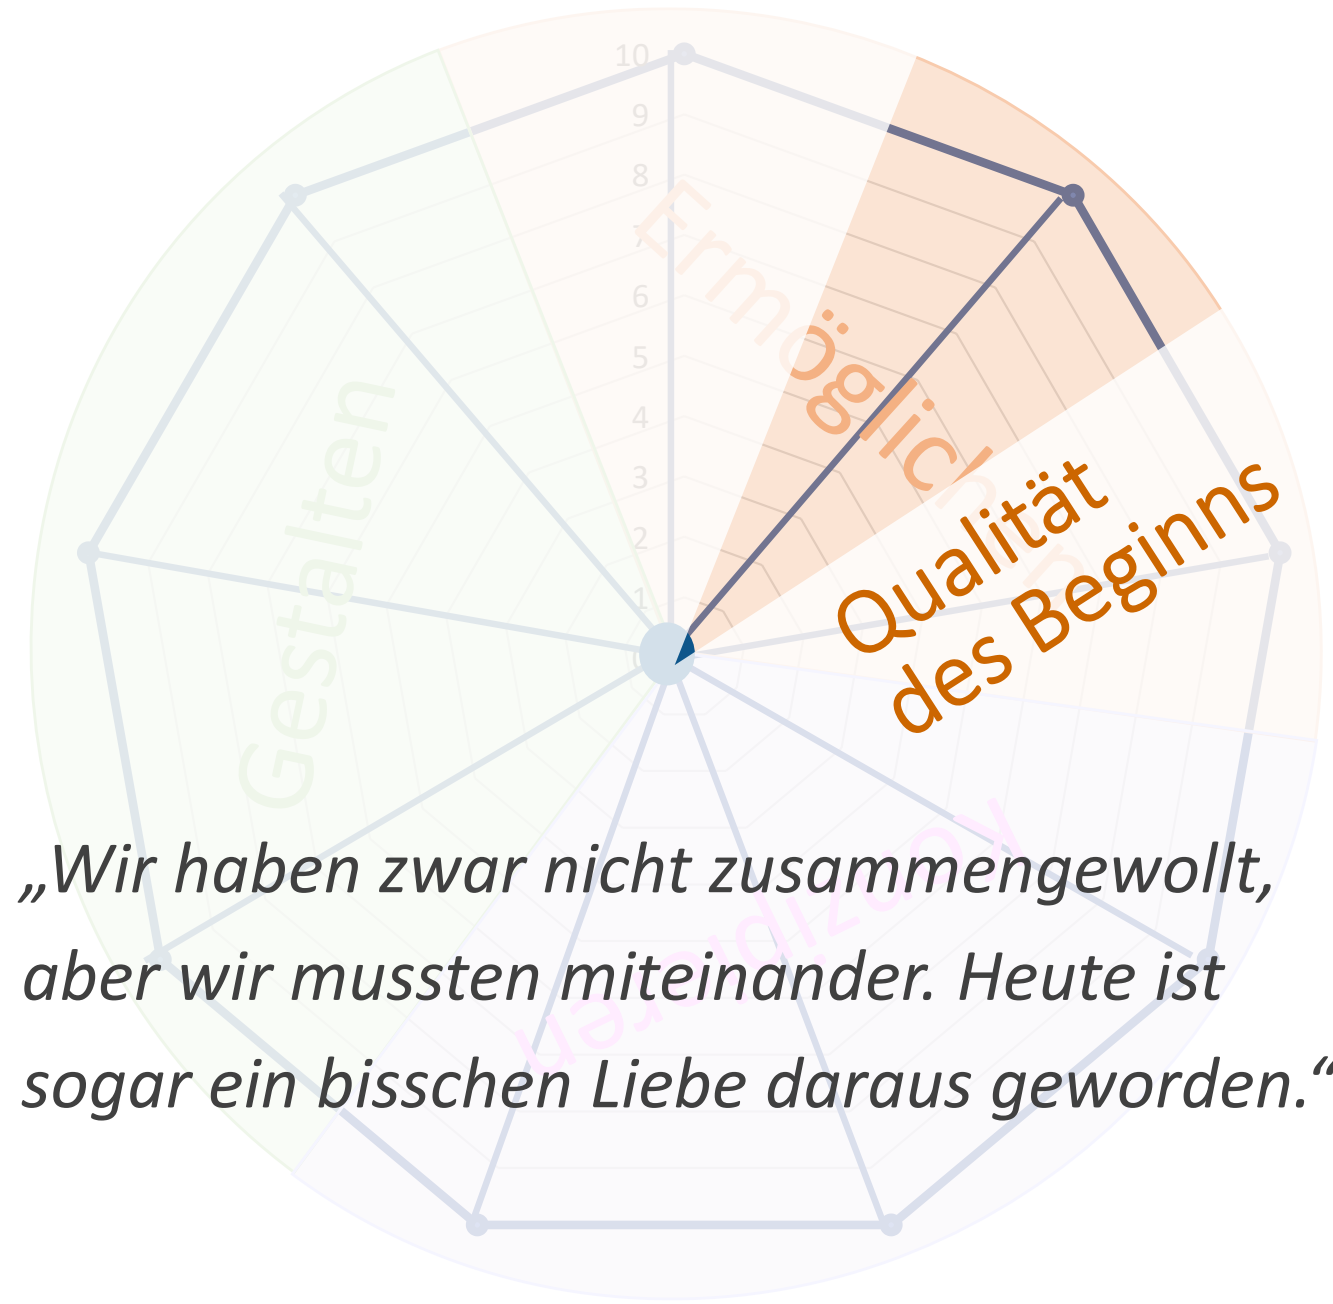 10
9
8
7
6
5
4
3
2
1
Ermöglichen
Gestalten
Qualität
des Beginns
Konzipieren
„Wir haben zwar nicht zusammengewollt,
aber wir mussten miteinander. Heute ist
sogar ein bisschen Liebe daraus geworden.“